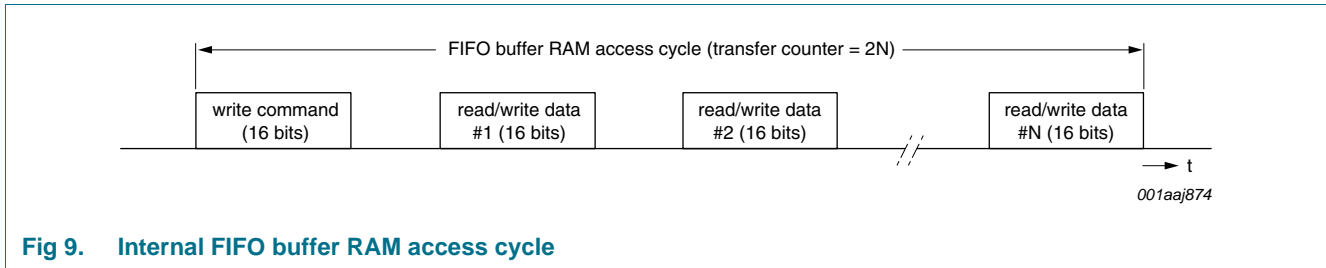 FIFO buffer RAM access cycle (transfer counter = 2N)
write command
(16 bits)
read/write data
#1 (16 bits)
read/write data
#2 (16 bits)
read/write data
#N (16 bits)
t
001aaj874
Fig 9. Internal FIFO buffer RAM access cycle